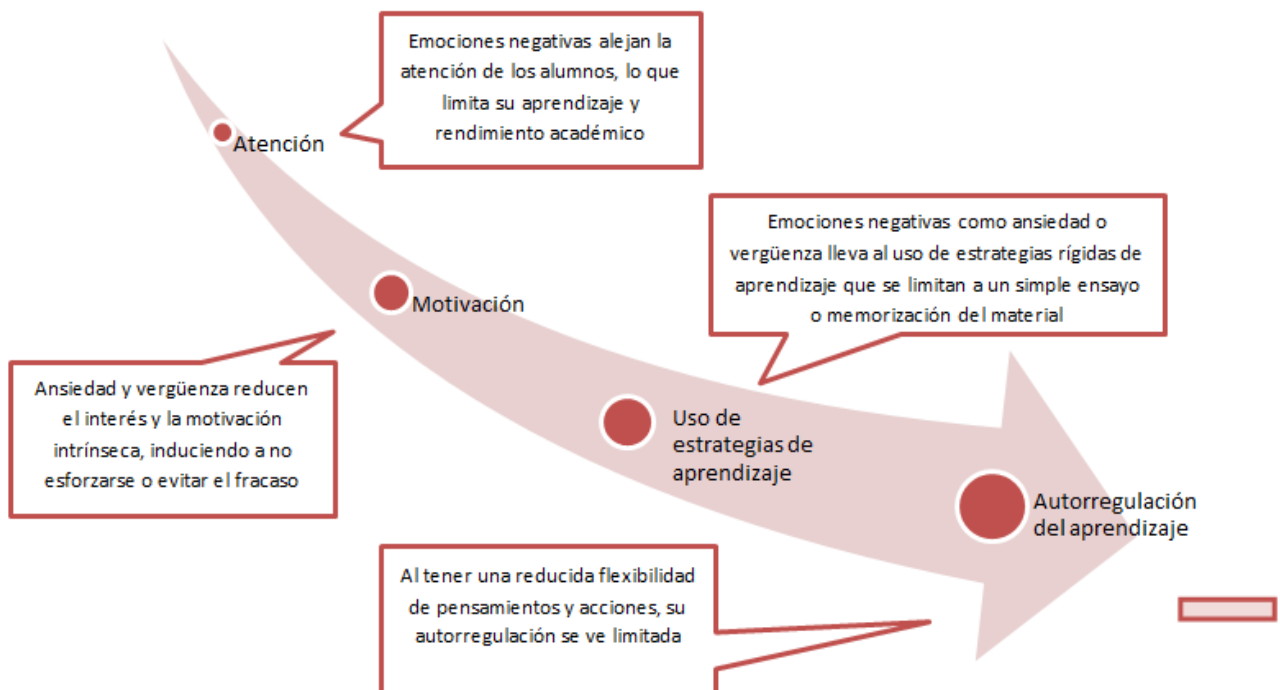 Emociones negativas alejan la
atención de los alumnos, lo que
limita su aprendizaje y
rendimiento académico
Atención
Emociones negativas como ansiedad o
vergüenza lleva al uso de estrategias rígidas de
aprendizaje que se limitan a un simple ensayo
o memorización del material
Motivación
Ansiedad y vergüenza reducen
el interés y la motivación
intrínseca, induciendo a no
esforzarse o evitar el fracaso
Uso de
estrategias de
aprendizaje
Autorregulación
del aprendizaje
Al tener una reducida flexibilidad
de pensamientos y acciones, su
autorregulación se ve limitada